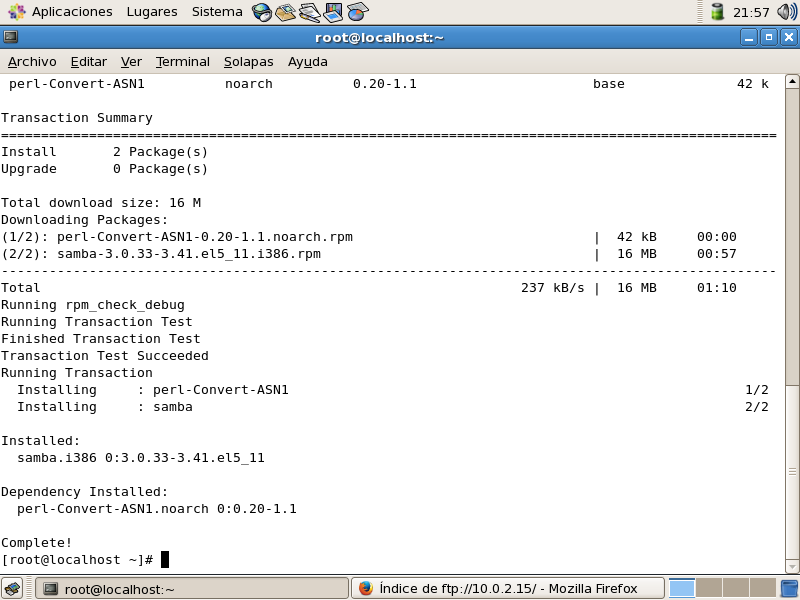 Aplicaciones Lugares Sistema 21:57
root@localhost:~
Archivo Editar Ver Terminal Solapas Ayuda
perl-Convert-ASN1 noarch 0.20-1.1 base 42 k
Transaction Summary
================================================================================
Install 2 Package(s)
Upgrade 0 Package(s)
Total download size: 16 M
Downloading Packages:
(1/2): perl-Convert-ASN1-0.20-1.1.noarch.rpm | 42 kB 00:00
(2/2): samba-3.0.33-3.41.el5_11.i386.rpm | 16 MB 00:57
--------------------------------------------------------------------------------
Total 237 kB/s | 16 MB 01:10
Running rpm_check_debug
Running Transaction Test
Finished Transaction Test
Transaction Test Succeeded
Running Transaction
Installing : perl-Convert-ASN1 1/2
Installing : samba 2/2
Installed:
samba.i386 0:3.0.33-3.41.el5_11
Dependency Installed:
perl-Convert-ASN1.noarch 0:0.20-1.1
Complete!
[root@localhost ~]#
root@localhost:~ Índice de ftp://10.0.2.15/ - Mozilla Firefox